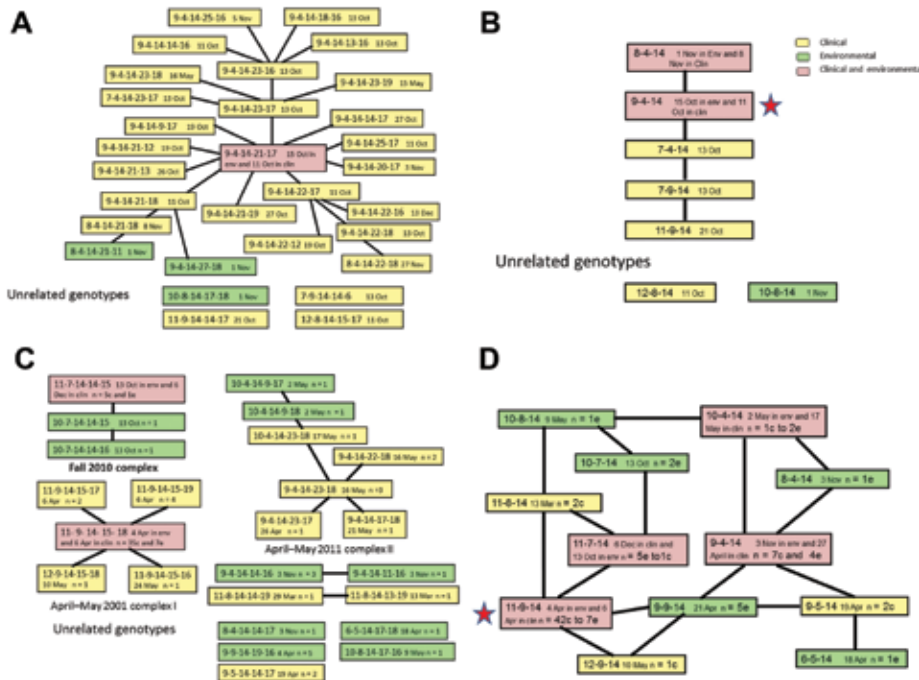 A
9-4-14-25-16 5 Nov
9-4-14-18-16 13 Oct
9-4-14-14-16 11 Oct
9-4-14-13-16 13 Oct
9-4-14-23-16 13 Oct
9-4-14-23-18 16 May
9-4-14-23-19 15 May
7-4-14-23-17 13 Oct
9-4-14-23-17 13 Oct
9-4-14-14-17 27 Oct
9-4-14-9-17 13 Oct
9-4-14-21-17 15 Oct in
env and 11 Oct in clin
9-4-14-25-17 11 Oct
9-4-14-21-12 19 Oct
9-4-14-20-17 3 Nov
9-4-14-21-13 26 Oct
9-4-14-22-17 11 Oct
9-4-14-21-18 11 Oct
9-4-14-21-19 27 Oct
9-4-14-22-16 13 Dec
8-4-14-21-18 8 Nov
9-4-14-22-18 13 Oct
9-4-14-22-12 19 Oct
8-4-14-21-11 1 Nov
9-4-14-27-18 1 Nov
8-4-14-22-18 27 Nov
Unrelated genotypes
10-8-14-17-18 1 Nov
7-9-14-14-6 13 Oct
11-9-14-14-17 21 Oct
12-8-14-15-17 11 Oct
B
Clinical
Environmental
Clinical and environmenta
8-4-14 1 Nov in Env and 8
Nov in Clin
9-4-14 15 Oct in env and 11
Oct in clin
7-4-14 13 Oct
7-9-14 13 Oct
11-9-14 21 Oct
Unrelated genotypes
12-8-14 11 Oct
10-8-14 1 Nov
C
11-7-14-14-15 13 Oct in env and 6
Dec in clin n = 5c and 1c
10-7-14-14-15 13 Oct n = 1
10-7-14-14-16 13 Oct n = 1
Fall 2010 complex
11-9-14-15-17
6 Apr n = 2
11-9-14-15-19
6 Apr n = 4
11- 9- 14- 15- 18 4 Apr in env
and 6 Apr in clin n = 35c and 7e
12-9-14-15-18
10 May n = 1
11-9-14-15-16
24 May n = 1
April–May 2001 complex I
10-4-14-9-17 2 May n = 1
10-4-14-9-18 2 May n = 1
10-4-14-23-18 17 May n = 1
9-4-14-22-18 16 May n = 2
9-4-14-23-18 16 May
9-4-14-23-17
26 Apr n = 1
9-4-14-17-18
21 May n = 1
April–May 2011 complex II
9-4-14-14-16 3 Nov n = 3
9-4-14-11-16 3 Nov n = 1
11-8-14-14-19 29 Mar n = 1
11-8-14-13-19 13 Mar n = 1
Unrelated genotypes
8-4-14-14-17 3 Nov n = 1
6-5-14-17-18 18 Apr n = 1
9-9-14-19-16 4 Apr n = 5
10-8-14-17-16 9 May n = 1
9-5-14-14-17 19 Apr n = 2
D
10-8-14 9 May n = 1e
10-4-14 2 May in env and 17
May in clin n = 1c to 2e
10-7-14 13 Oct n = 2e
8-4-14 3 Nov n = 1e
11-8-14 13 Mar n = 2c
11-7-14 6 Dec in clin and
13 Oct in env n = 5e to1c
9-4-14 3 Nov in env and 27
April in clin n = 7c and 4e
11-9-14 4 Apr in env and 6
Apr in clin n = 42c to 7e
9-9-14 21 Apr n = 5e
9-5-14 19 Apr n = 2c
12-9-14 10 May n = 1c
6-5-14 18 Apr n = 1e